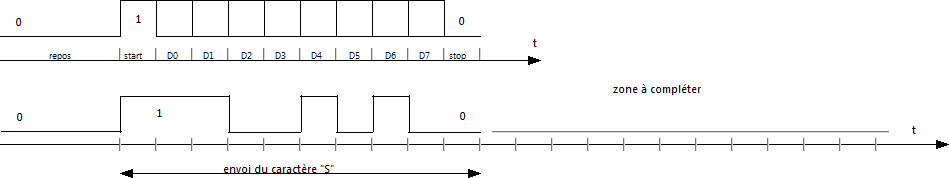 0 1 0
t
repos start D0 D1 D2 D3 D4 D5 D6 D7 stop
zone à compléter
0 1 0
t
envoi du caractère "S"